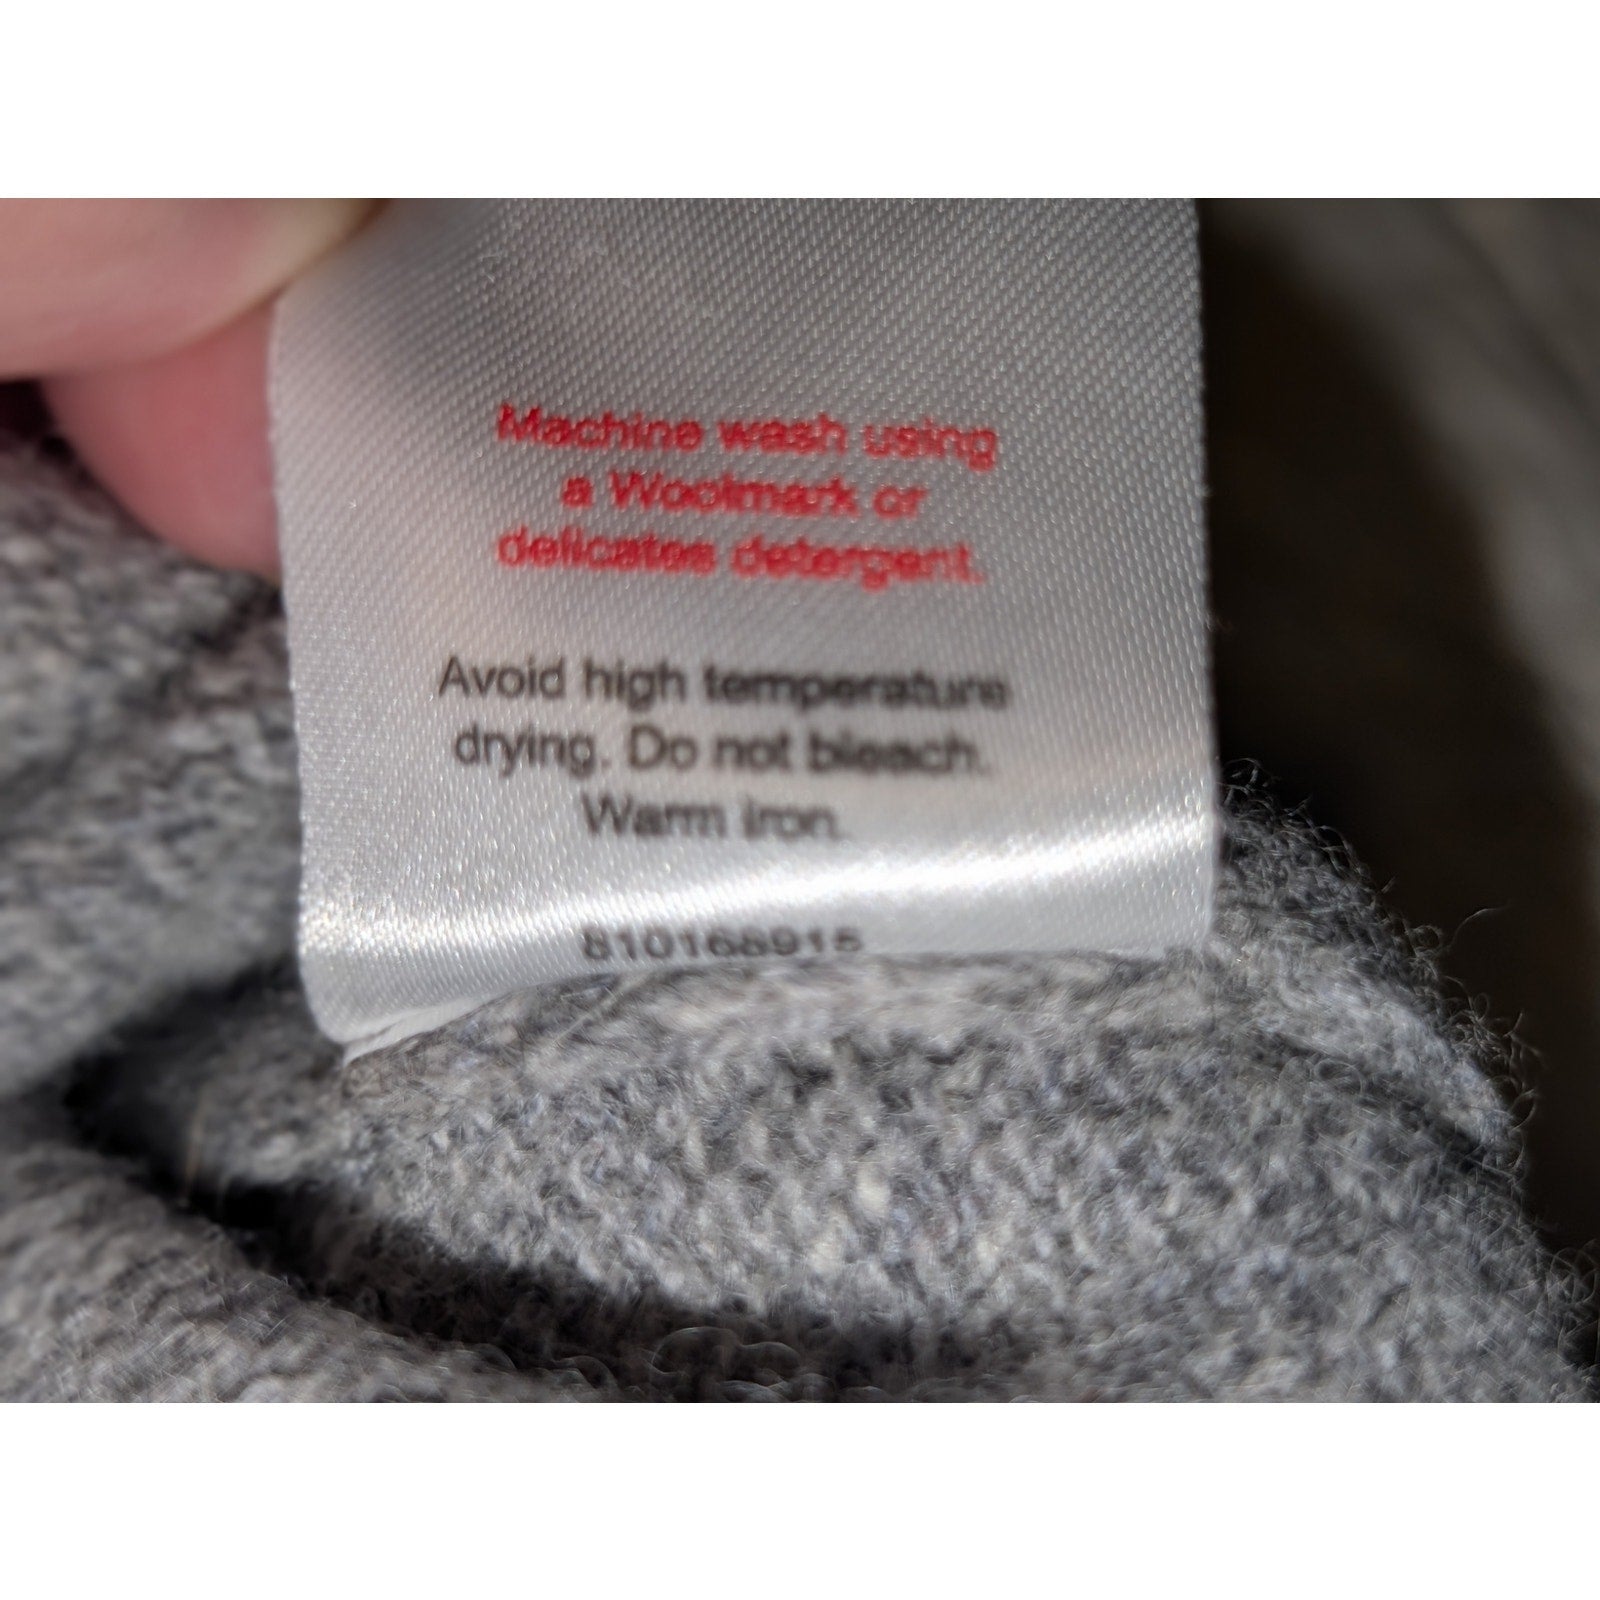 Machine wash using
a Woolmark or
delicates detergent.
Avoid high temperature
drying. Do not bleach.
Warm iron.
810168915